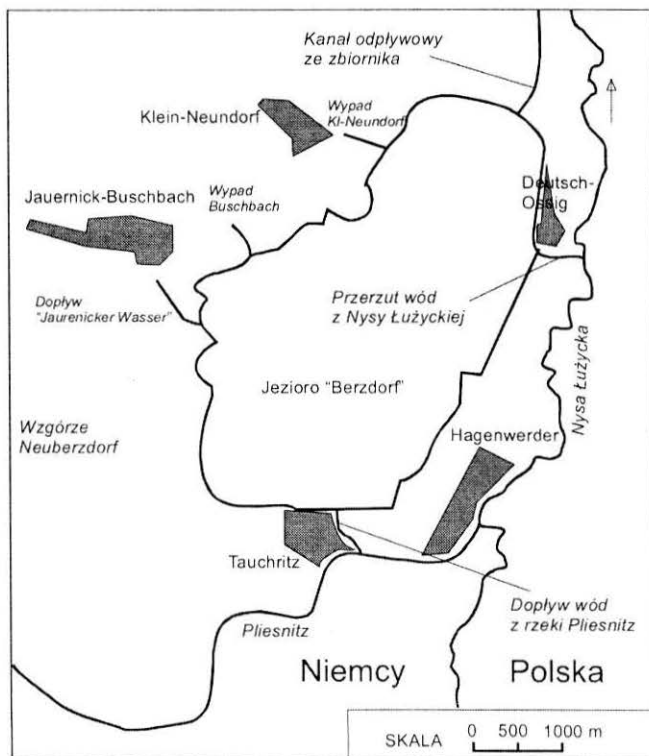 Kanał odpływowy
ze zbiornika
Wypad
Kl-Neundorf
Klein-Neundorf
Jauernick-Buschbach
Wypad
Buschbach
Deutsch-
Ossig
Dopływ
"Jaurenicker Wasser"
Przerzut wód
z Nysy Łużyckiej
Nysa Łużycka
Jezioro "Berzdorf"
Wzgórze
Neuberzdorf
Hagenwerder
Tauchritz
Dopływ wód
z rzeki Pliesnitz
Pliesnitz
Niemcy
Polska
SKALA
0 500 1000 m